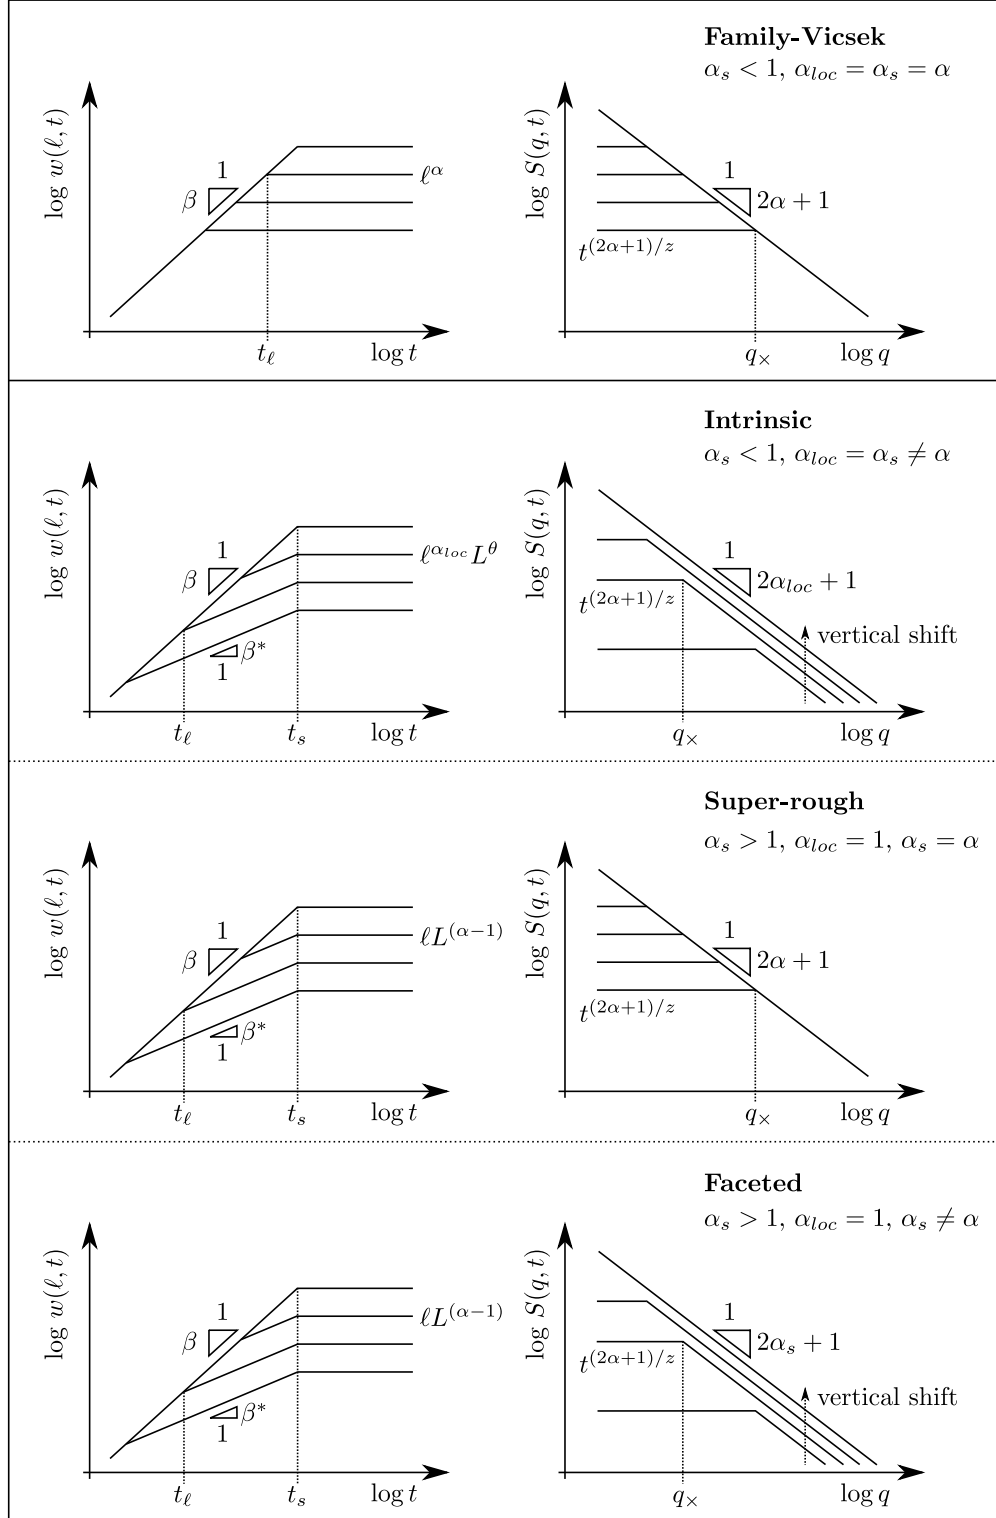 Family-Vicsek
α_s < 1, α_loc = α_s = α
log w(ℓ, t)
1
β
ℓ^α
t_ℓ
log t
log S(q, t)
1
2α + 1
t^{(2α+1)/z}
q_×
log q
Intrinsic
α_s < 1, α_loc = α_s ≠ α
log w(ℓ, t)
1
β
ℓ^{α_loc} L^θ
β*
1
t_ℓ
t_s
log t
log S(q, t)
1
2α_loc + 1
t^{(2α+1)/z}
vertical shift
q_×
log q
Super-rough
α_s > 1, α_loc = 1, α_s = α
log w(ℓ, t)
1
β
ℓL^{(α−1)}
β*
1
t_ℓ
t_s
log t
log S(q, t)
1
2α + 1
t^{(2α+1)/z}
q_×
log q
Faceted
α_s > 1, α_loc = 1, α_s ≠ α
log w(ℓ, t)
1
β
ℓL^{(α−1)}
β*
1
t_ℓ
t_s
log t
log S(q, t)
1
2α_s + 1
t^{(2α+1)/z}
vertical shift
q_×
log q